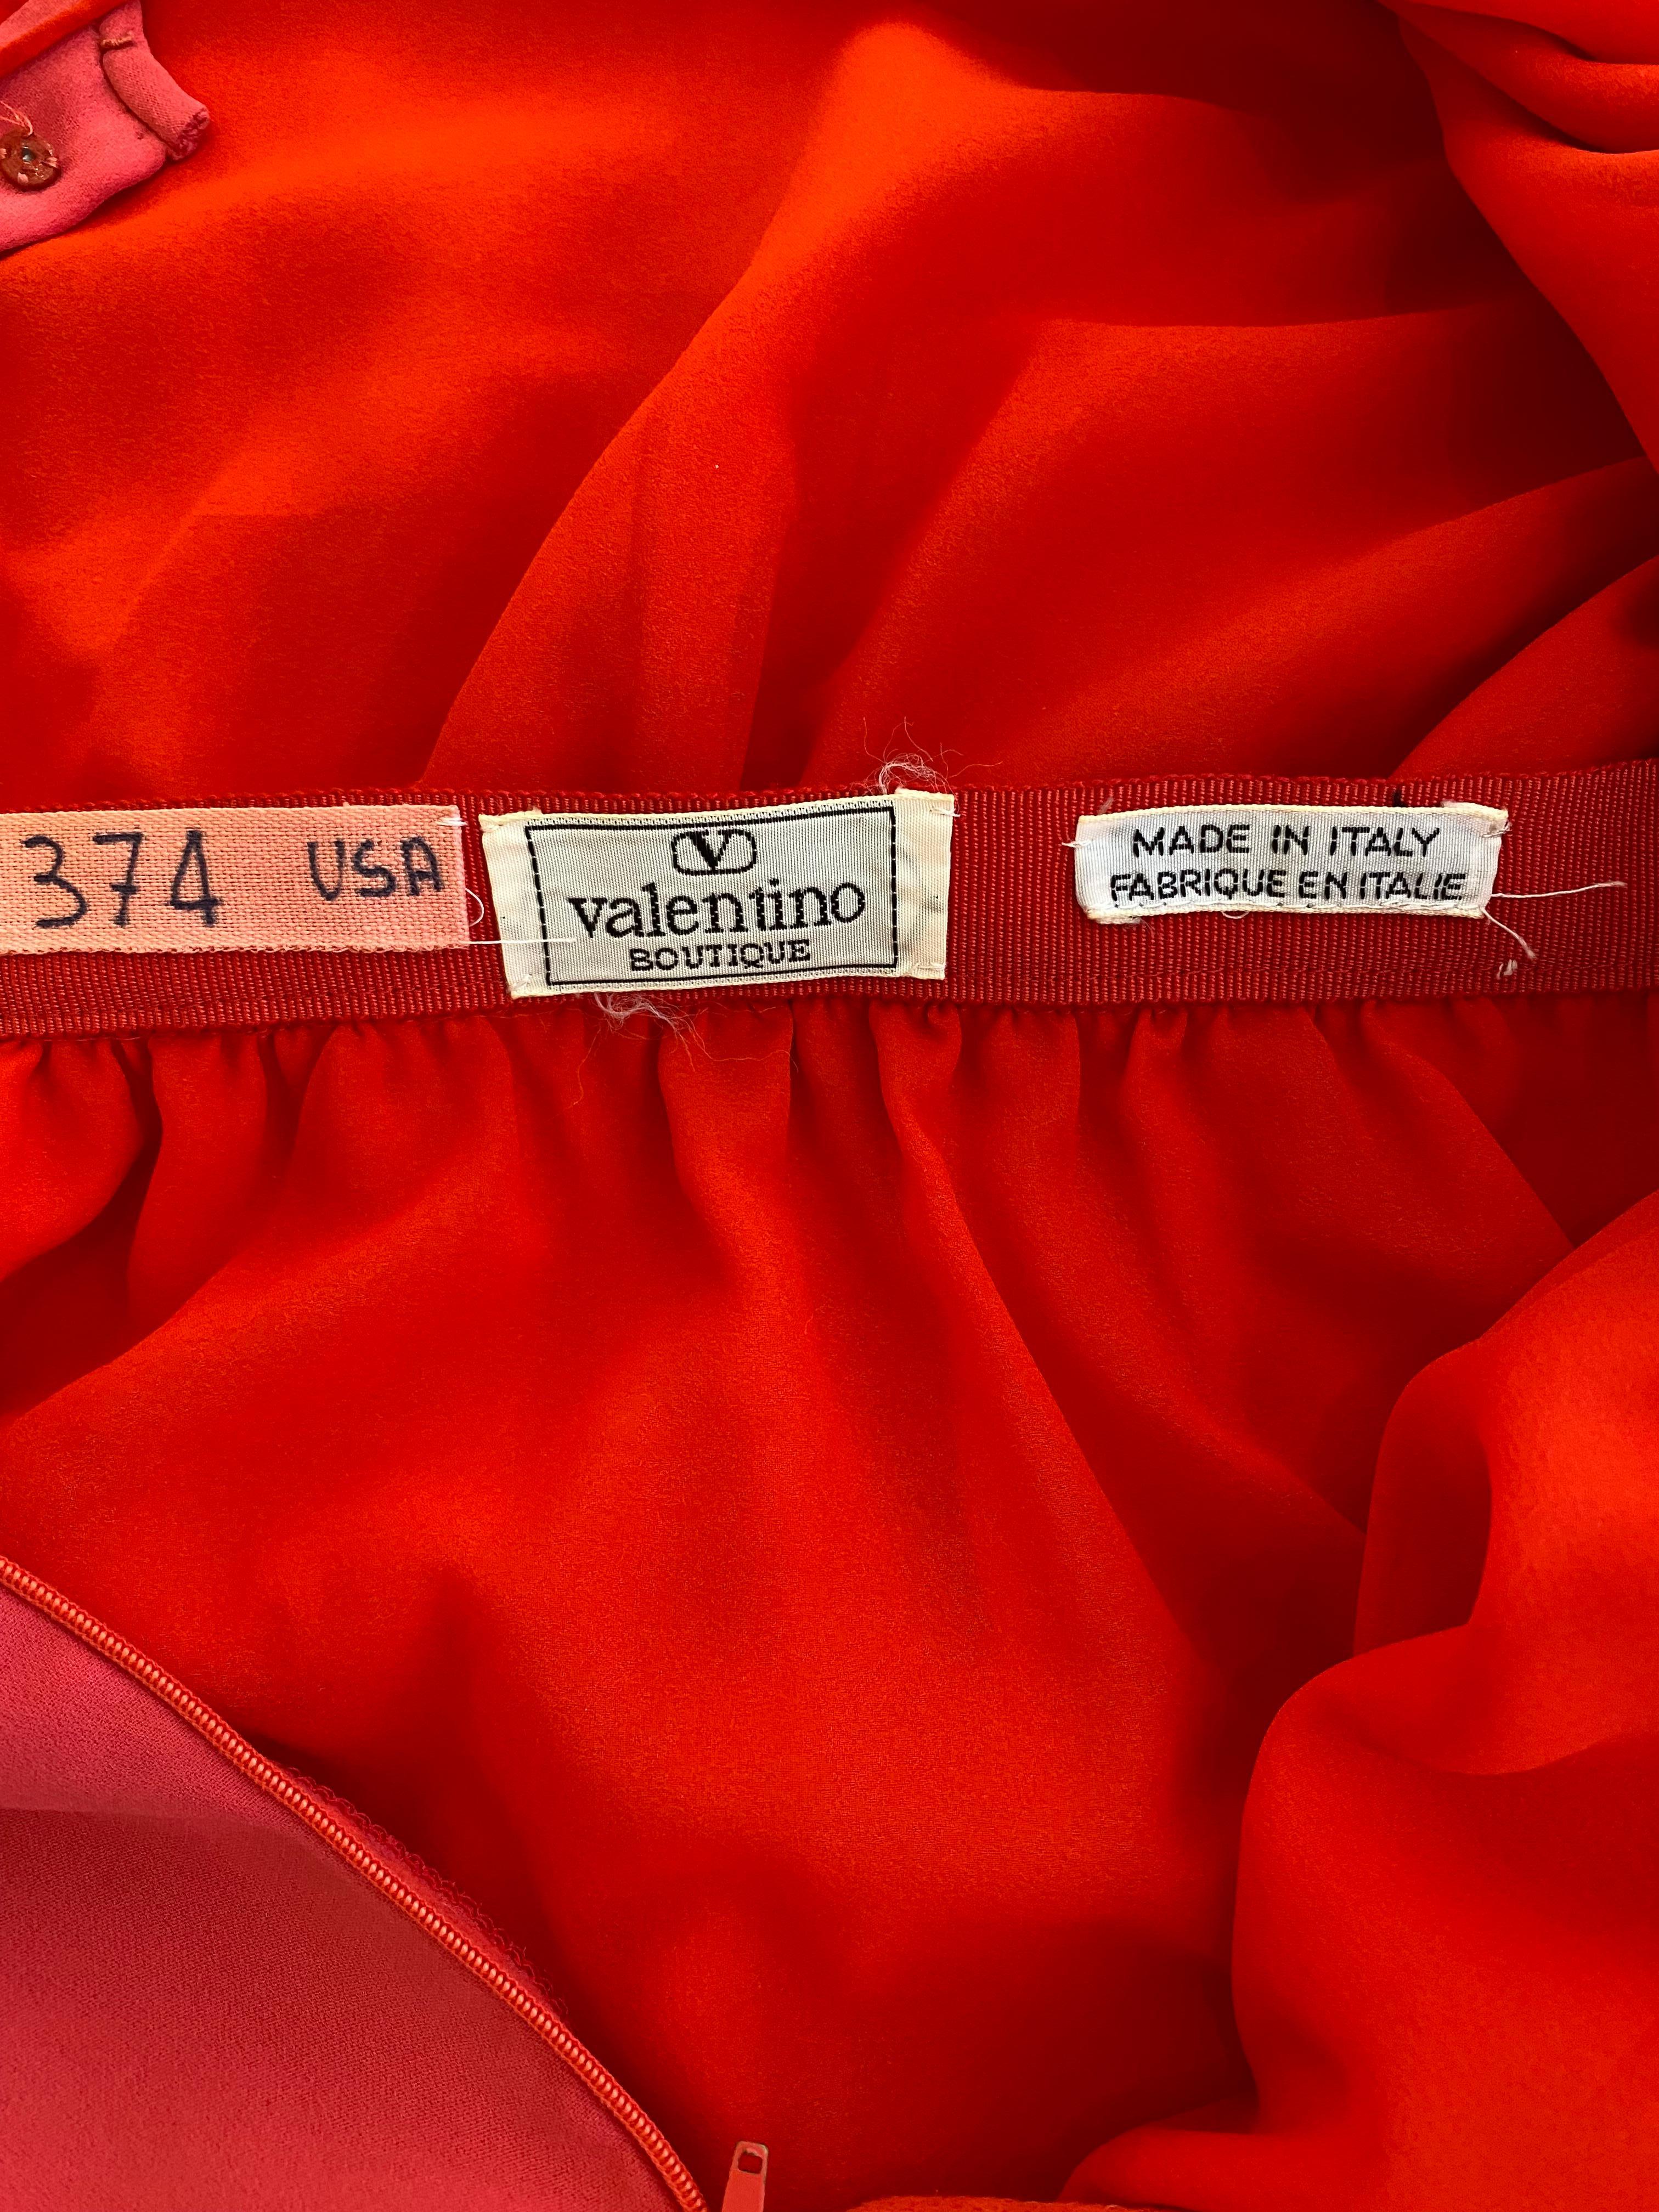 374 USA
V
valentino
BOUTIQUE
MADE IN ITALY
FABRIQUE EN ITALIE